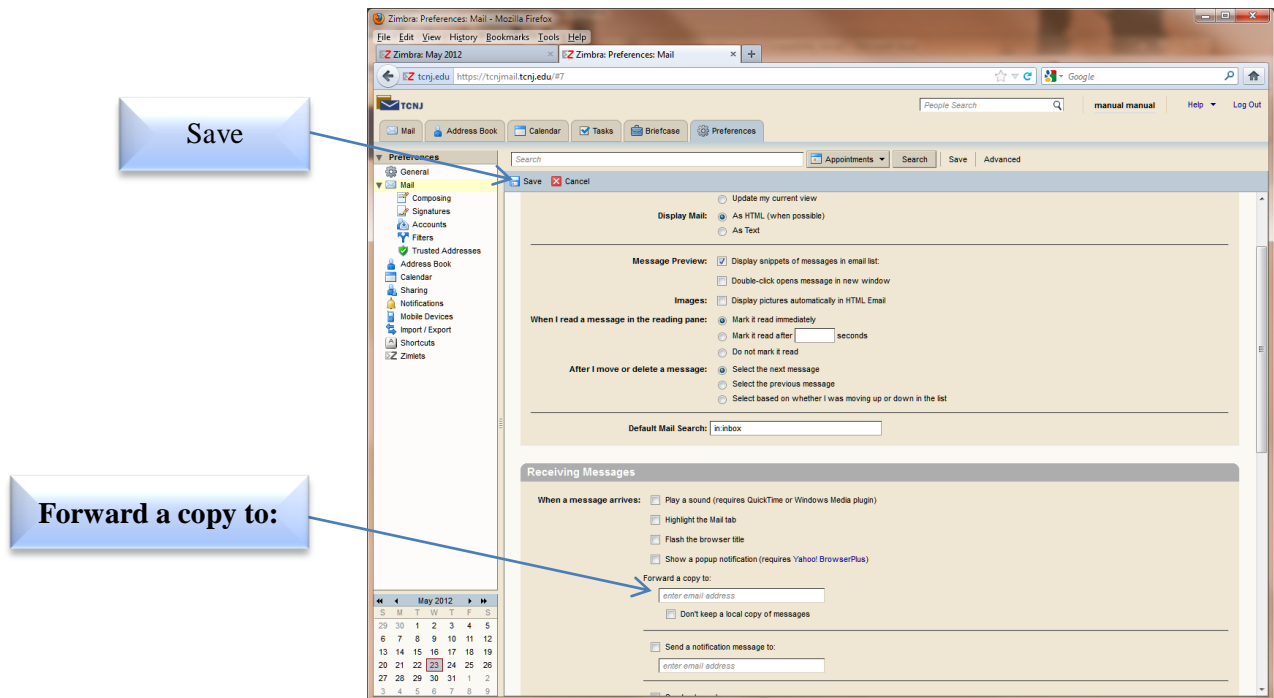 Zimbra: Preferences: Mail - Mozilla Firefox
File Edit View History Bookmarks Tools Help
Zimbra: May 2012
Zimbra: Preferences: Mail
tcnj.edu https://tcnjmail.tcnj.edu/#7
Google
TCNJ
People Search
manual manual
Help
Log Out
Mail
Address Book
Calendar
Tasks
Briefcase
Preferences
Save
Preferences
Search
Appointments
Search
Save
Advanced
General
Mail
Composing
Signatures
Accounts
Filters
Trusted Addresses
Address Book
Calendar
Sharing
Notifications
Mobile Devices
Import / Export
Shortcuts
Zimlets
Save
Cancel
Update my current view
Display Mail: As HTML (when possible)
As Text
Message Preview: Display snippets of messages in email list:
Double-click opens message in new window
Images: Display pictures automatically in HTML Email
When I read a message in the reading pane: Mark it read immediately
Mark it read after seconds
Do not mark it read
After I move or delete a message: Select the next message
Select the previous message
Select based on whether I was moving up or down in the list
Default Mail Search: in:inbox
Receiving Messages
When a message arrives: Play a sound (requires QuickTime or Windows Media plugin)
Highlight the Mail tab
Flash the browser title
Show a popup notification (requires Yahoo! BrowserPlus)
Forward a copy to:
Forward a copy to:
enter email address
Don't keep a local copy of messages
Send a notification message to:
enter email address
May 2012
S M T W T F S
29 30 1 2 3 4 5
6 7 8 9 10 11 12
13 14 15 16 17 18 19
20 21 22 23 24 25 26
27 28 29 30 31 1 2
3 4 5 6 7 8 9